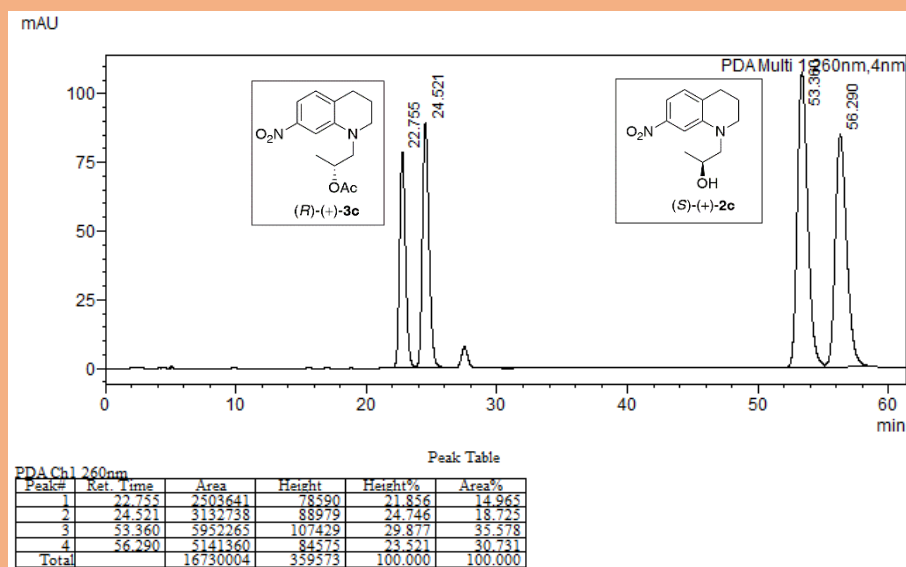 mAU
PDA Multi 1 260nm,4nm
100
75
50
25
0
22.755
24.521
53.360
56.290
O₂N
N
OAc
(R)-(+)-3c
O₂N
N
OH
(S)-(+)-2c
0 10 20 30 40 50 60
min
Peak Table
PDA Ch1 260nm
Peak# Ret. Time Area Height Height% Area%
1 22.755 2503641 78590 21.856 14.965
2 24.521 3132738 88979 24.746 18.725
3 53.360 5952265 107429 29.877 35.578
4 56.290 5141360 84575 23.521 30.731
Total 16730004 359573 100.000 100.000